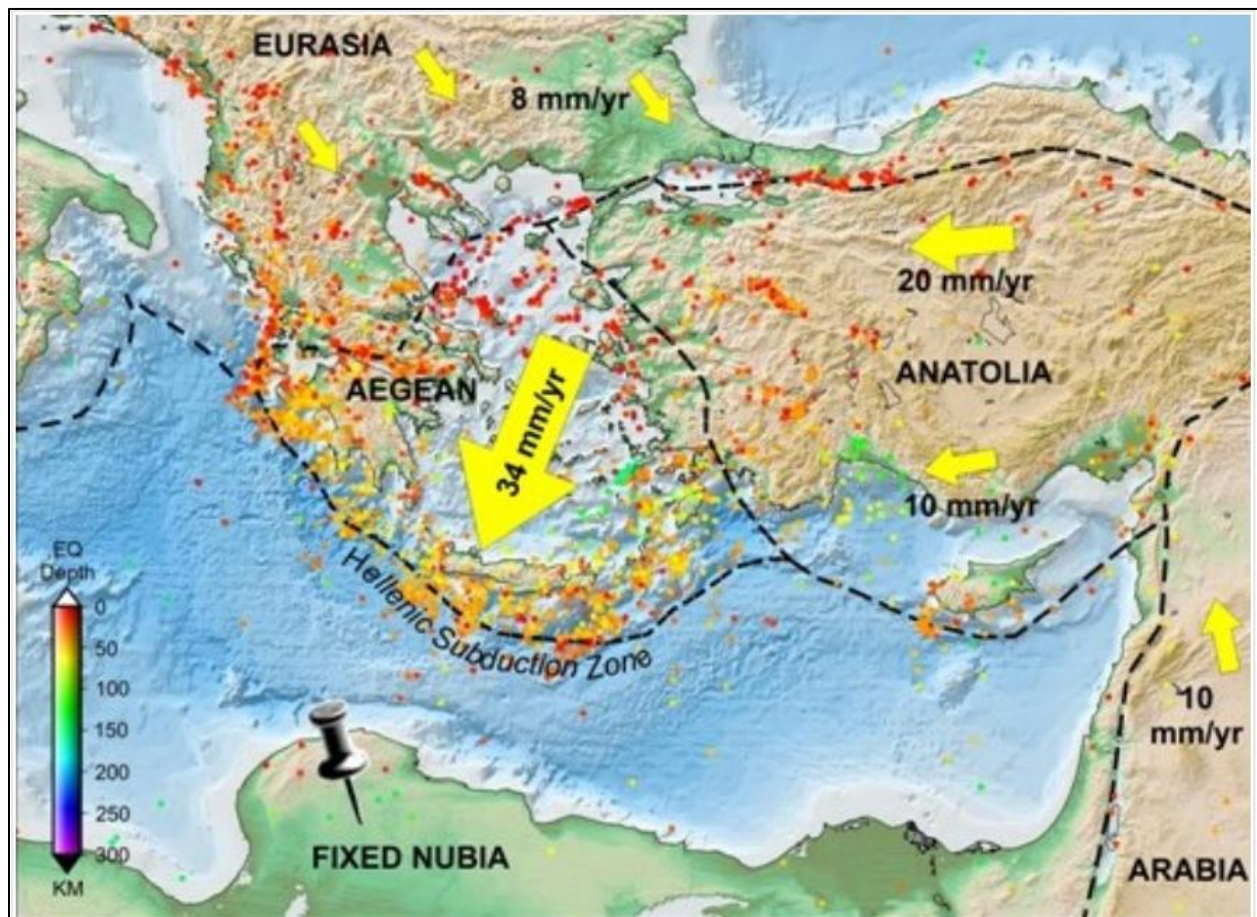 EURASIA
8 mm/yr
20 mm/yr
ANATOLIA
AEGEAN
34 mm/yr
10 mm/yr
Hellenic Subduction Zone
EQ
Depth
0
50
100
150
200
250
300
KM
10
mm/yr
FIXED NUBIA
ARABIA